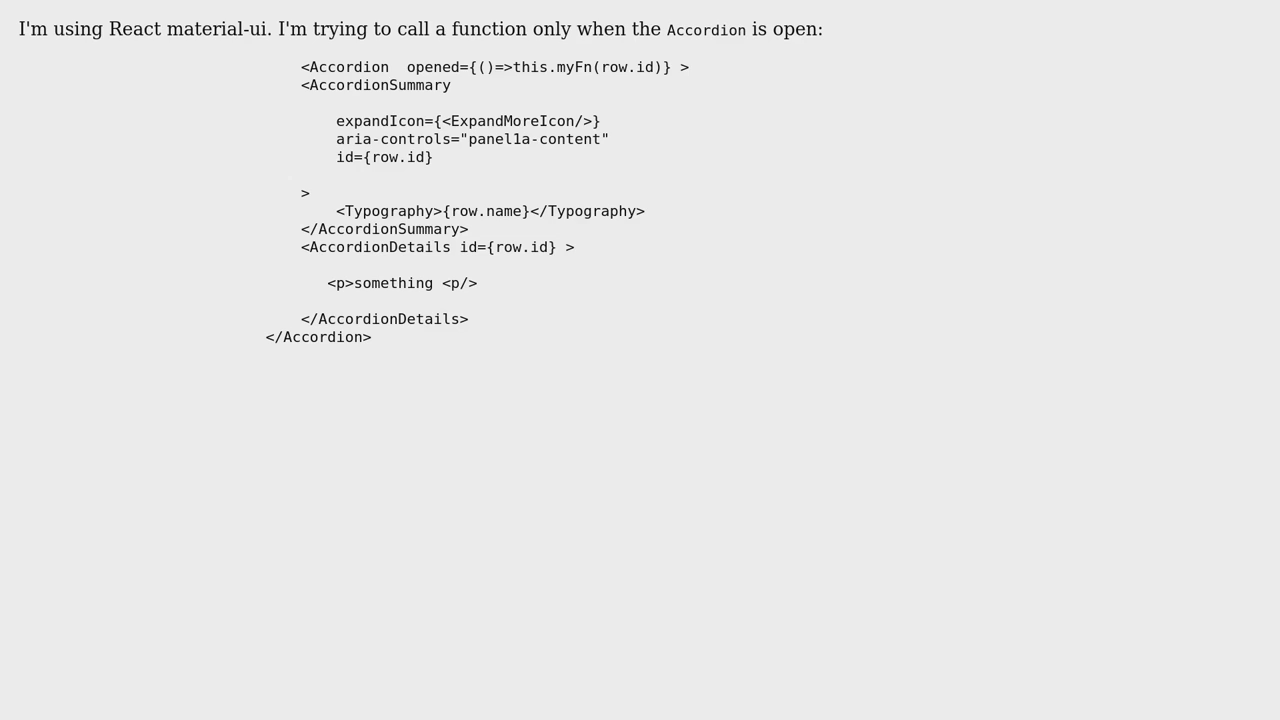 I'm using React material-ui. I'm trying to call a function only when the Accordion is open:
<Accordion  opened={()=>this.myFn(row.id)} >
<AccordionSummary
expandIcon={<ExpandMoreIcon/>}
aria-controls="panel1a-content"
id={row.id}
>
<Typography>{row.name}</Typography>
</AccordionSummary>
<AccordionDetails id={row.id} >
<p>something <p/>
</AccordionDetails>
</Accordion>